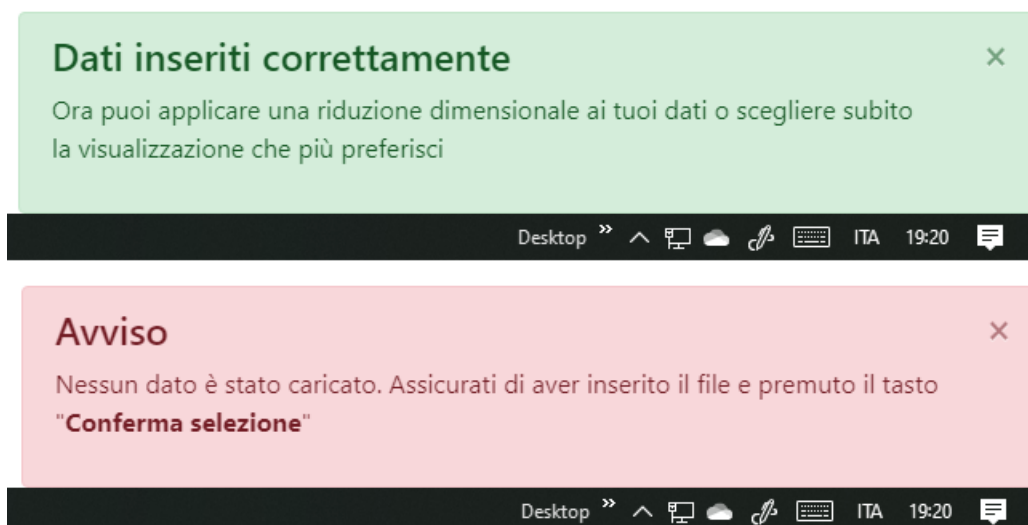 Dati inseriti correttamente ×
Ora puoi applicare una riduzione dimensionale ai tuoi dati o scegliere subito
la visualizzazione che più preferisci
Desktop » ITA 19:20
Avviso ×
Nessun dato è stato caricato. Assicurati di aver inserito il file e premuto il tasto
"Conferma selezione"
Desktop » ITA 19:20